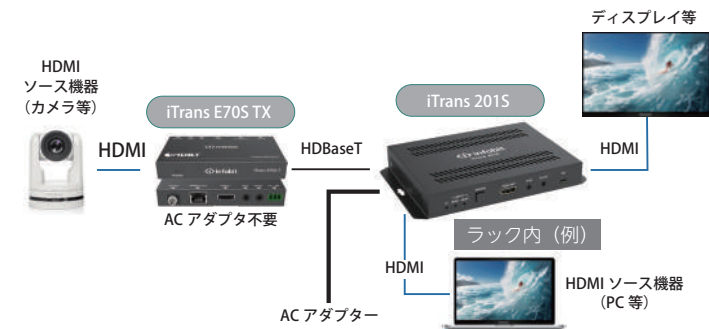 ディスプレイ等
HDMI
ソース機器
（カメラ等）
iTrans E70S TX
iTrans 201S
HDMI
HDBaseT
HDMI
infobit
infobit
AC アダプタ不要
ラック内（例）
HDMI
HDMI ソース機器
（PC 等）
AC アダプター